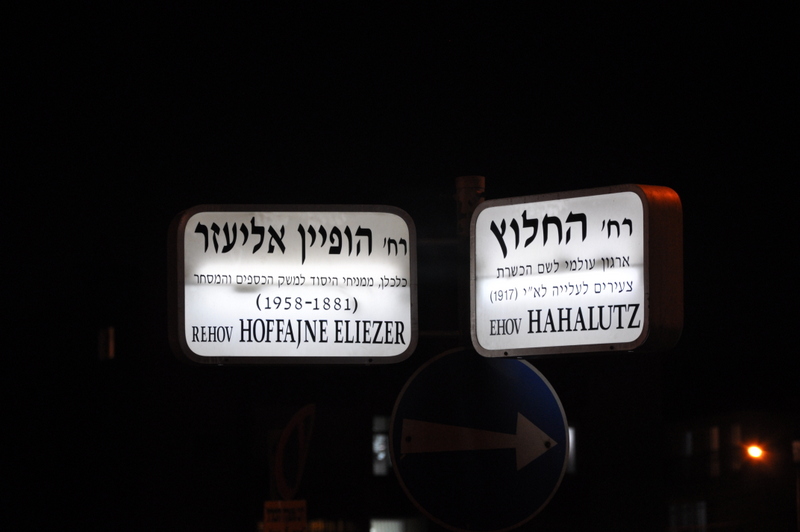 רח' הופיין אליעזר
כלכלן, ממניחי היסוד למשק הכספים והמסחר
(1958-1881)
REHOV HOFFAJNE ELIEZER
רח' החלוץ
ארגון עולמי לשם הכשרת
צעירים לעלייה לא"י (1917)
EHOV HAHALUTZ